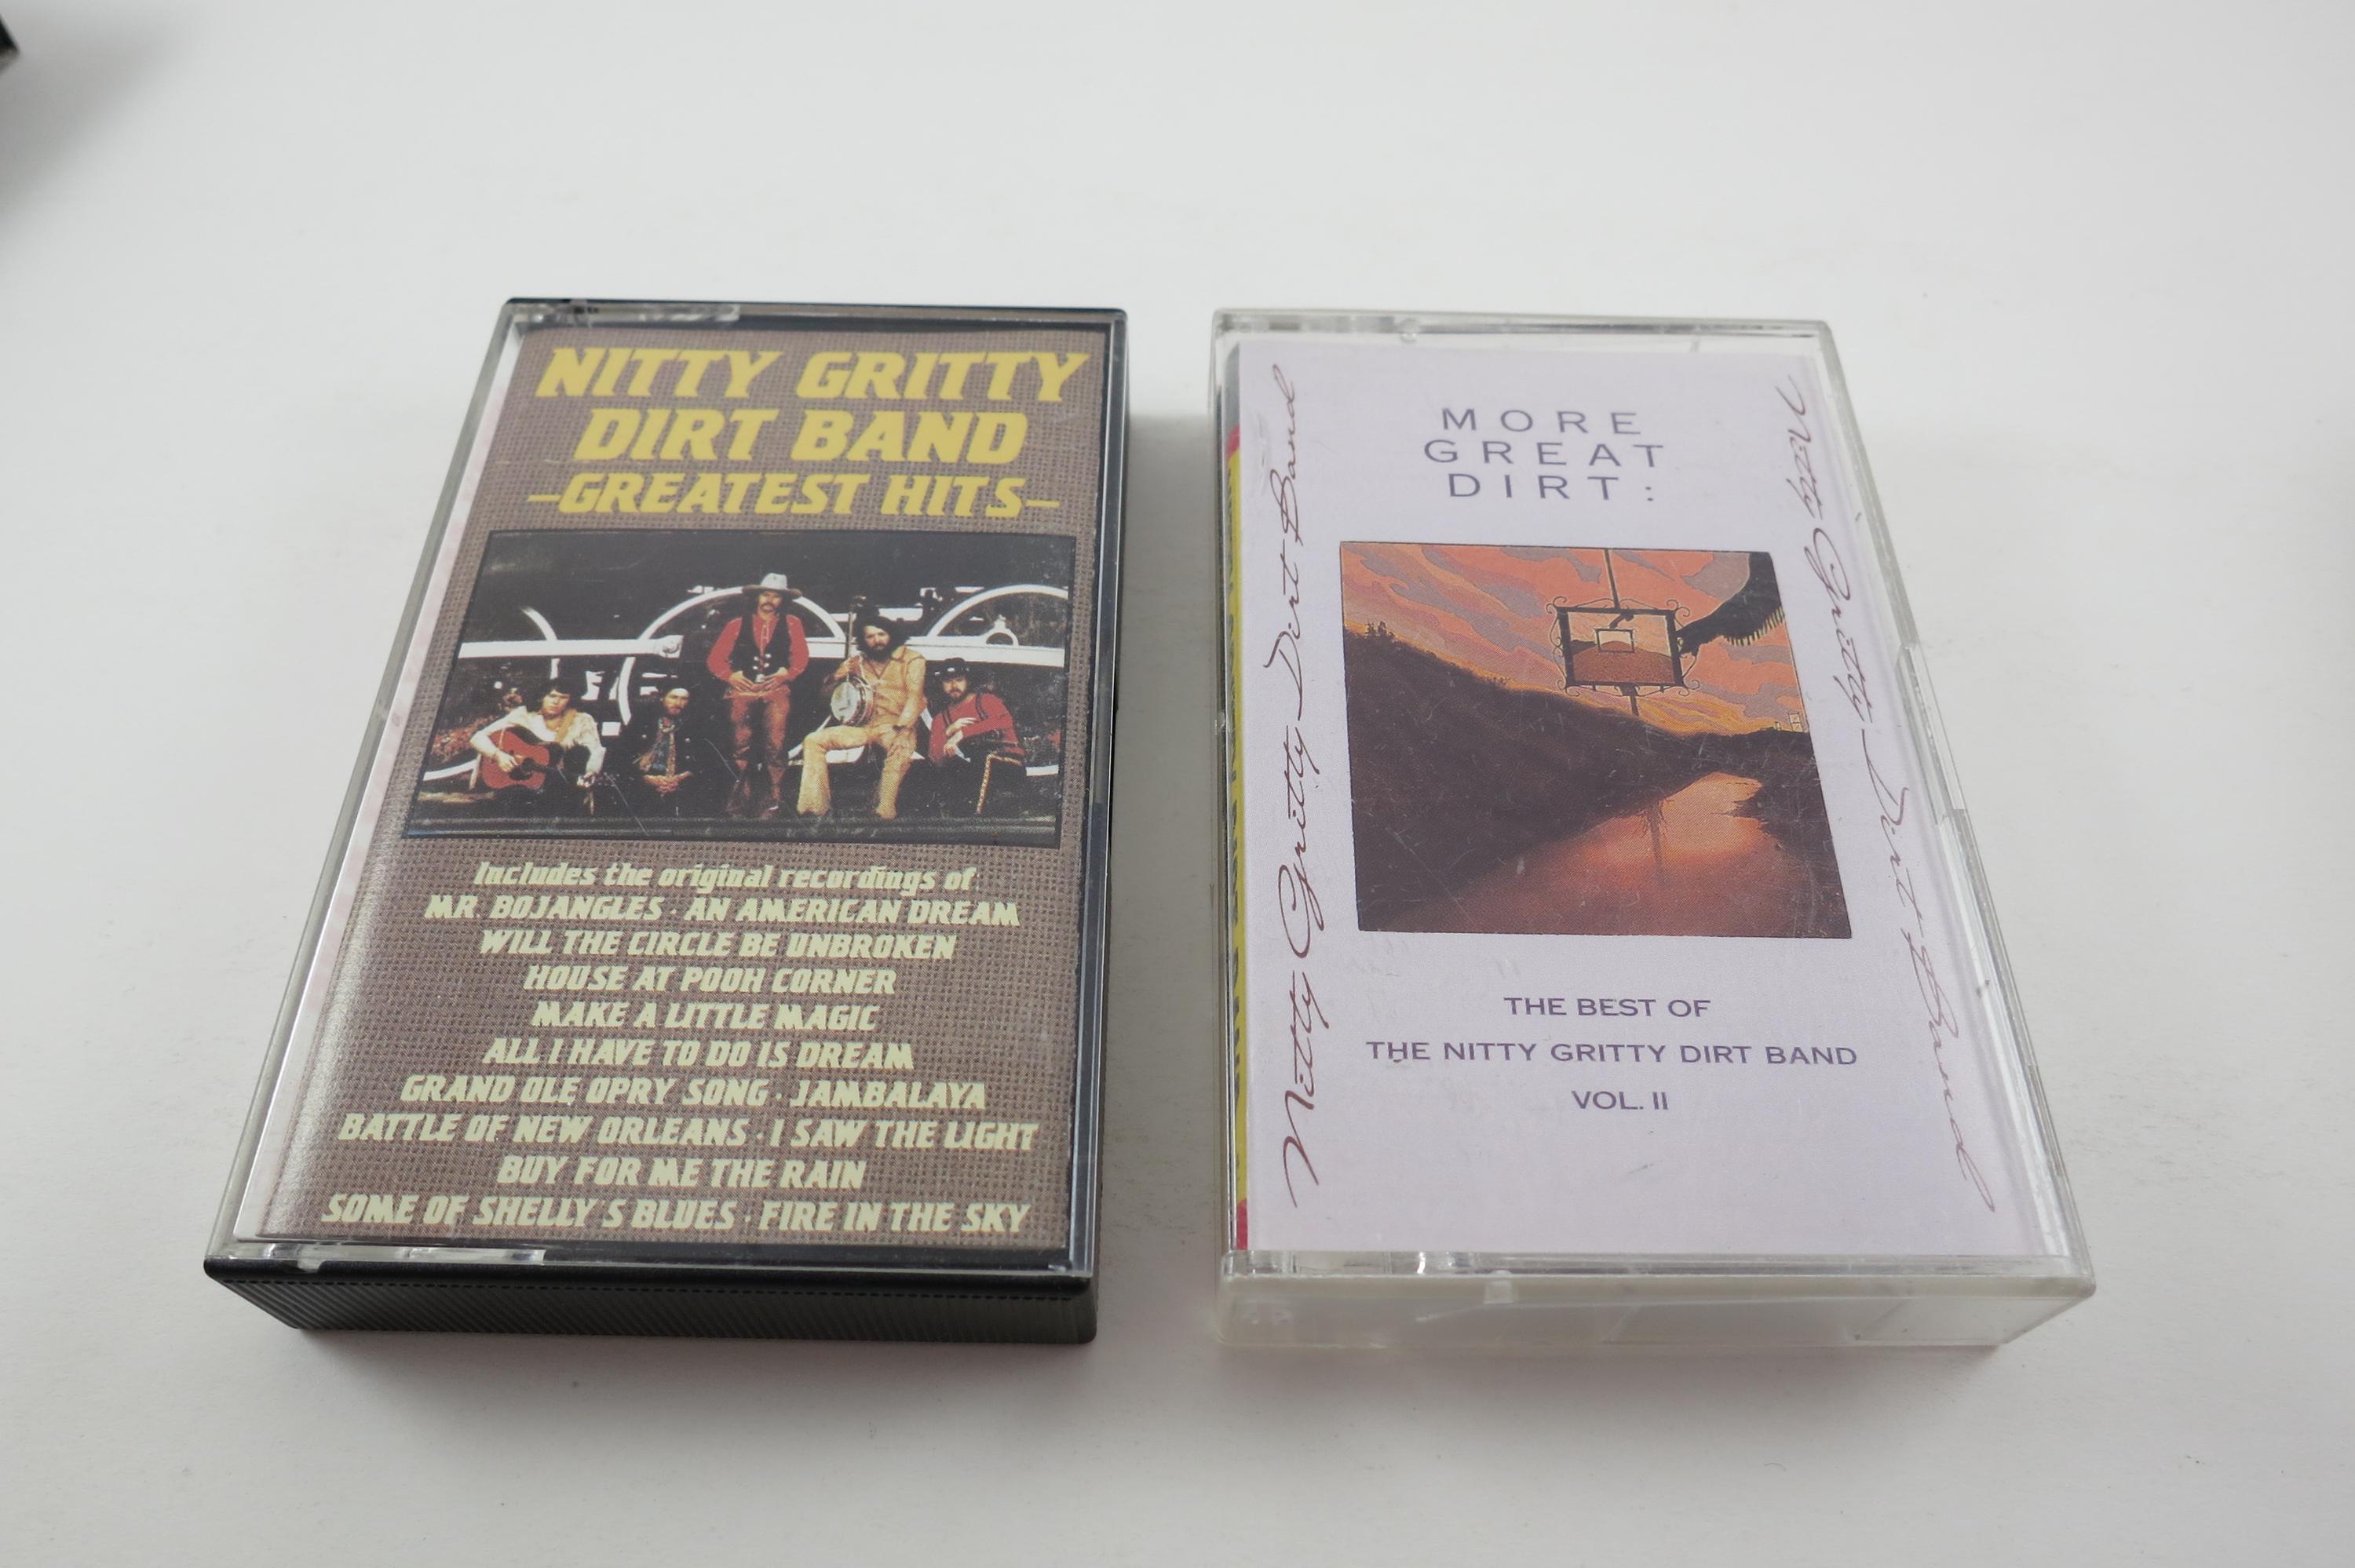 NITTY GRITTY
DIRT BAND
-GREATEST HITS-
Includes the original recordings of
MR BOJANGLES · AN AMERICAN DREAM
WILL THE CIRCLE BE UNBROKEN
HOUSE AT POOH CORNER
MAKE A LITTLE MAGIC
ALL I HAVE TO DO IS DREAM
GRAND OLE OPRY SONG · JAMBALAYA
BATTLE OF NEW ORLEANS · I SAW THE LIGHT
BUY FOR ME THE RAIN
SOME OF SHELLY S BLUES · FIRE IN THE SKY
Nitty Gritty Dirt Band
MORE
GREAT
DIRT:
THE BEST OF
THE NITTY GRITTY DIRT BAND
VOL. II
Nitty Gritty Dirt Band